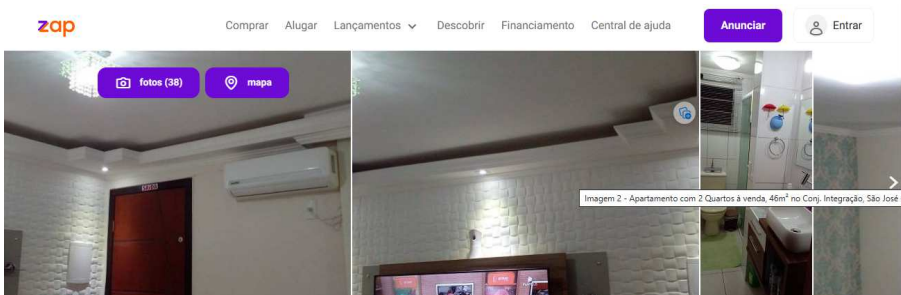 zap
Comprar Alugar Lançamentos Descobrir Financiamento Central de ajuda Anunciar Entrar
fotos (38) mapa
Imagem 2 - Apartamento com 2 Quartos à venda, 46m² no Conj. Integração, São José